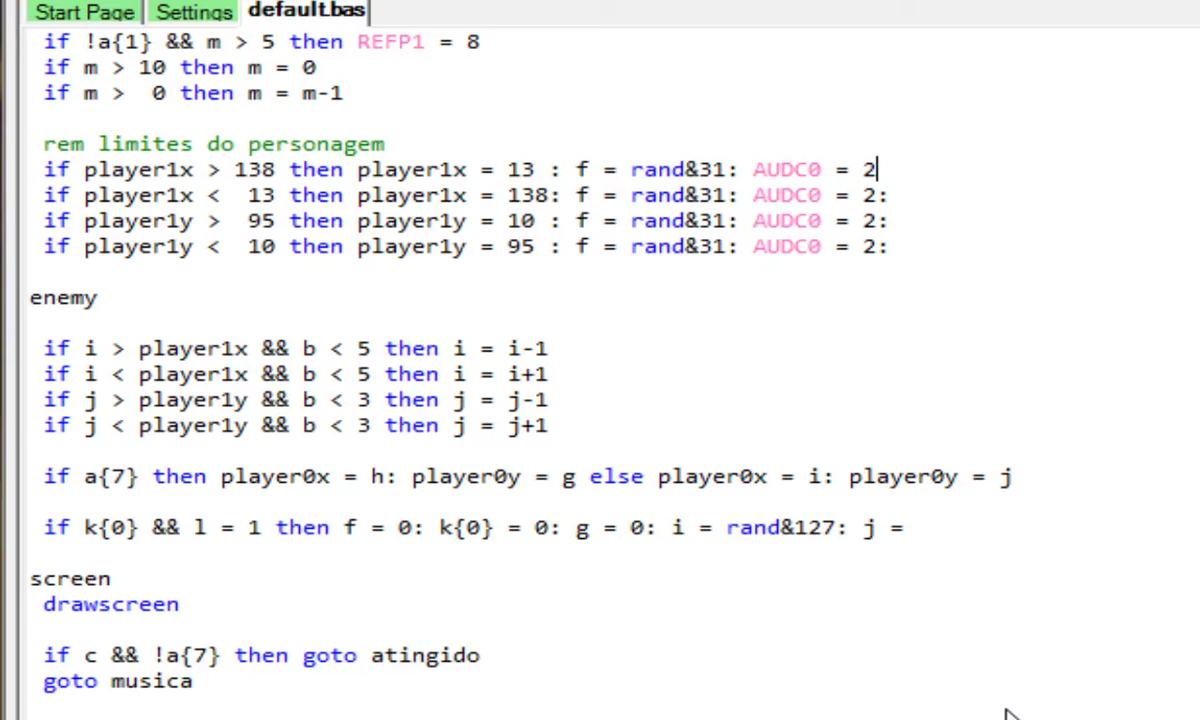 Start Page Settings default.bas
if !a{1} && m > 5 then REFP1 = 8
if m > 10 then m = 0
if m >  0 then m = m-1
rem limites do personagem
if player1x > 138 then player1x = 13 : f = rand&31: AUDC0 = 2
if player1x <  13 then player1x = 138: f = rand&31: AUDC0 = 2:
if player1y >  95 then player1y = 10 : f = rand&31: AUDC0 = 2:
if player1y <  10 then player1y = 95 : f = rand&31: AUDC0 = 2:
enemy
if i > player1x && b < 5 then i = i-1
if i < player1x && b < 5 then i = i+1
if j > player1y && b < 3 then j = j-1
if j < player1y && b < 3 then j = j+1
if a{7} then player0x = h: player0y = g else player0x = i: player0y = j
if k{0} && l = 1 then f = 0: k{0} = 0: g = 0: i = rand&127: j =
screen
drawscreen
if c && !a{7} then goto atingido
goto musica